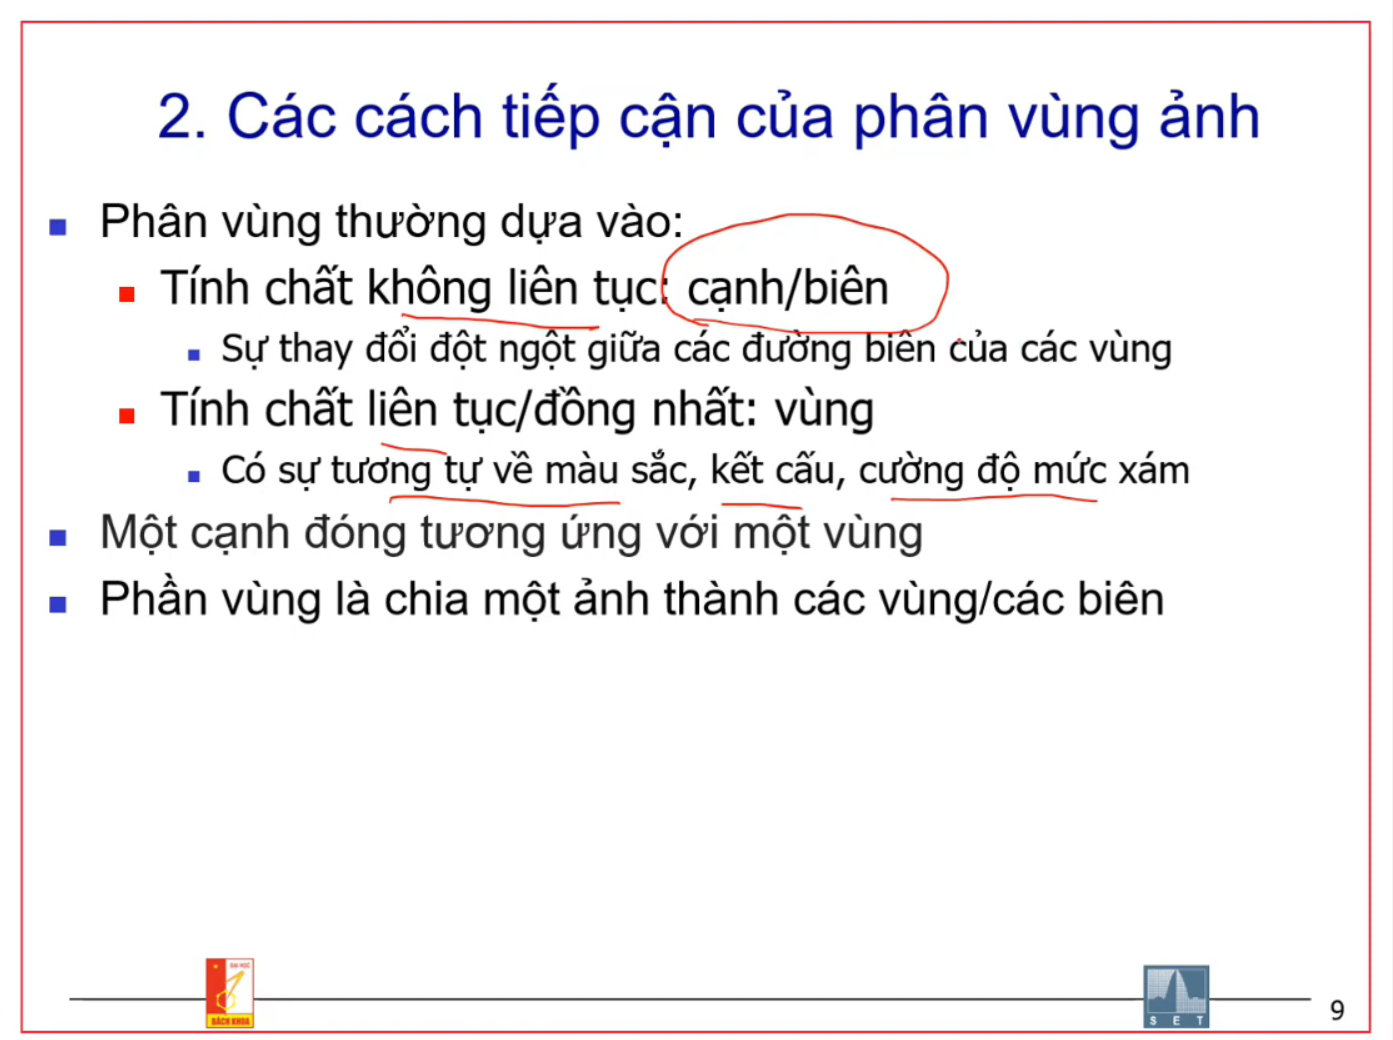 2. Các cách tiếp cận của phân vùng ảnh
Phân vùng thường dựa vào:
Tính chất không liên tục: cạnh/biên
Sự thay đổi đột ngột giữa các đường biên của các vùng
Tính chất liên tục/đồng nhất: vùng
Có sự tương tự về màu sắc, kết cấu, cường độ mức xám
Một cạnh đóng tương ứng với một vùng
Phần vùng là chia một ảnh thành các vùng/các biên
ĐẠI HỌC
BÁCH KHOA
S E T
9